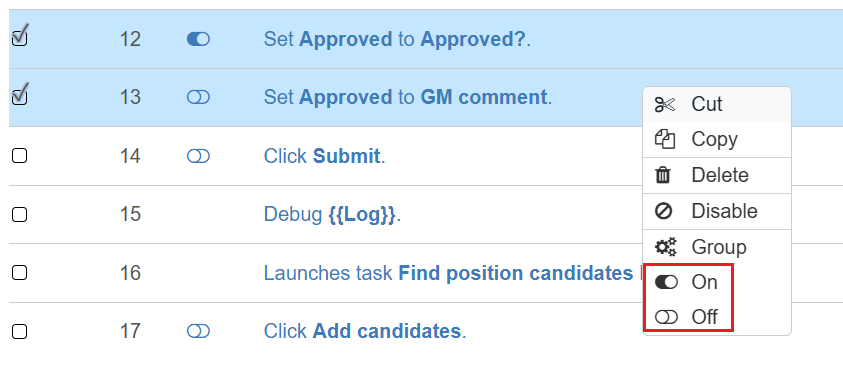 12 Set Approved to Approved?.
13 Set Approved to GM comment.
Cut
Copy
14 Click Submit.
Delete
15 Debug {{Log}}.
Disable
Group
16 Launches task Find position candidates
On
Off
17 Click Add candidates.